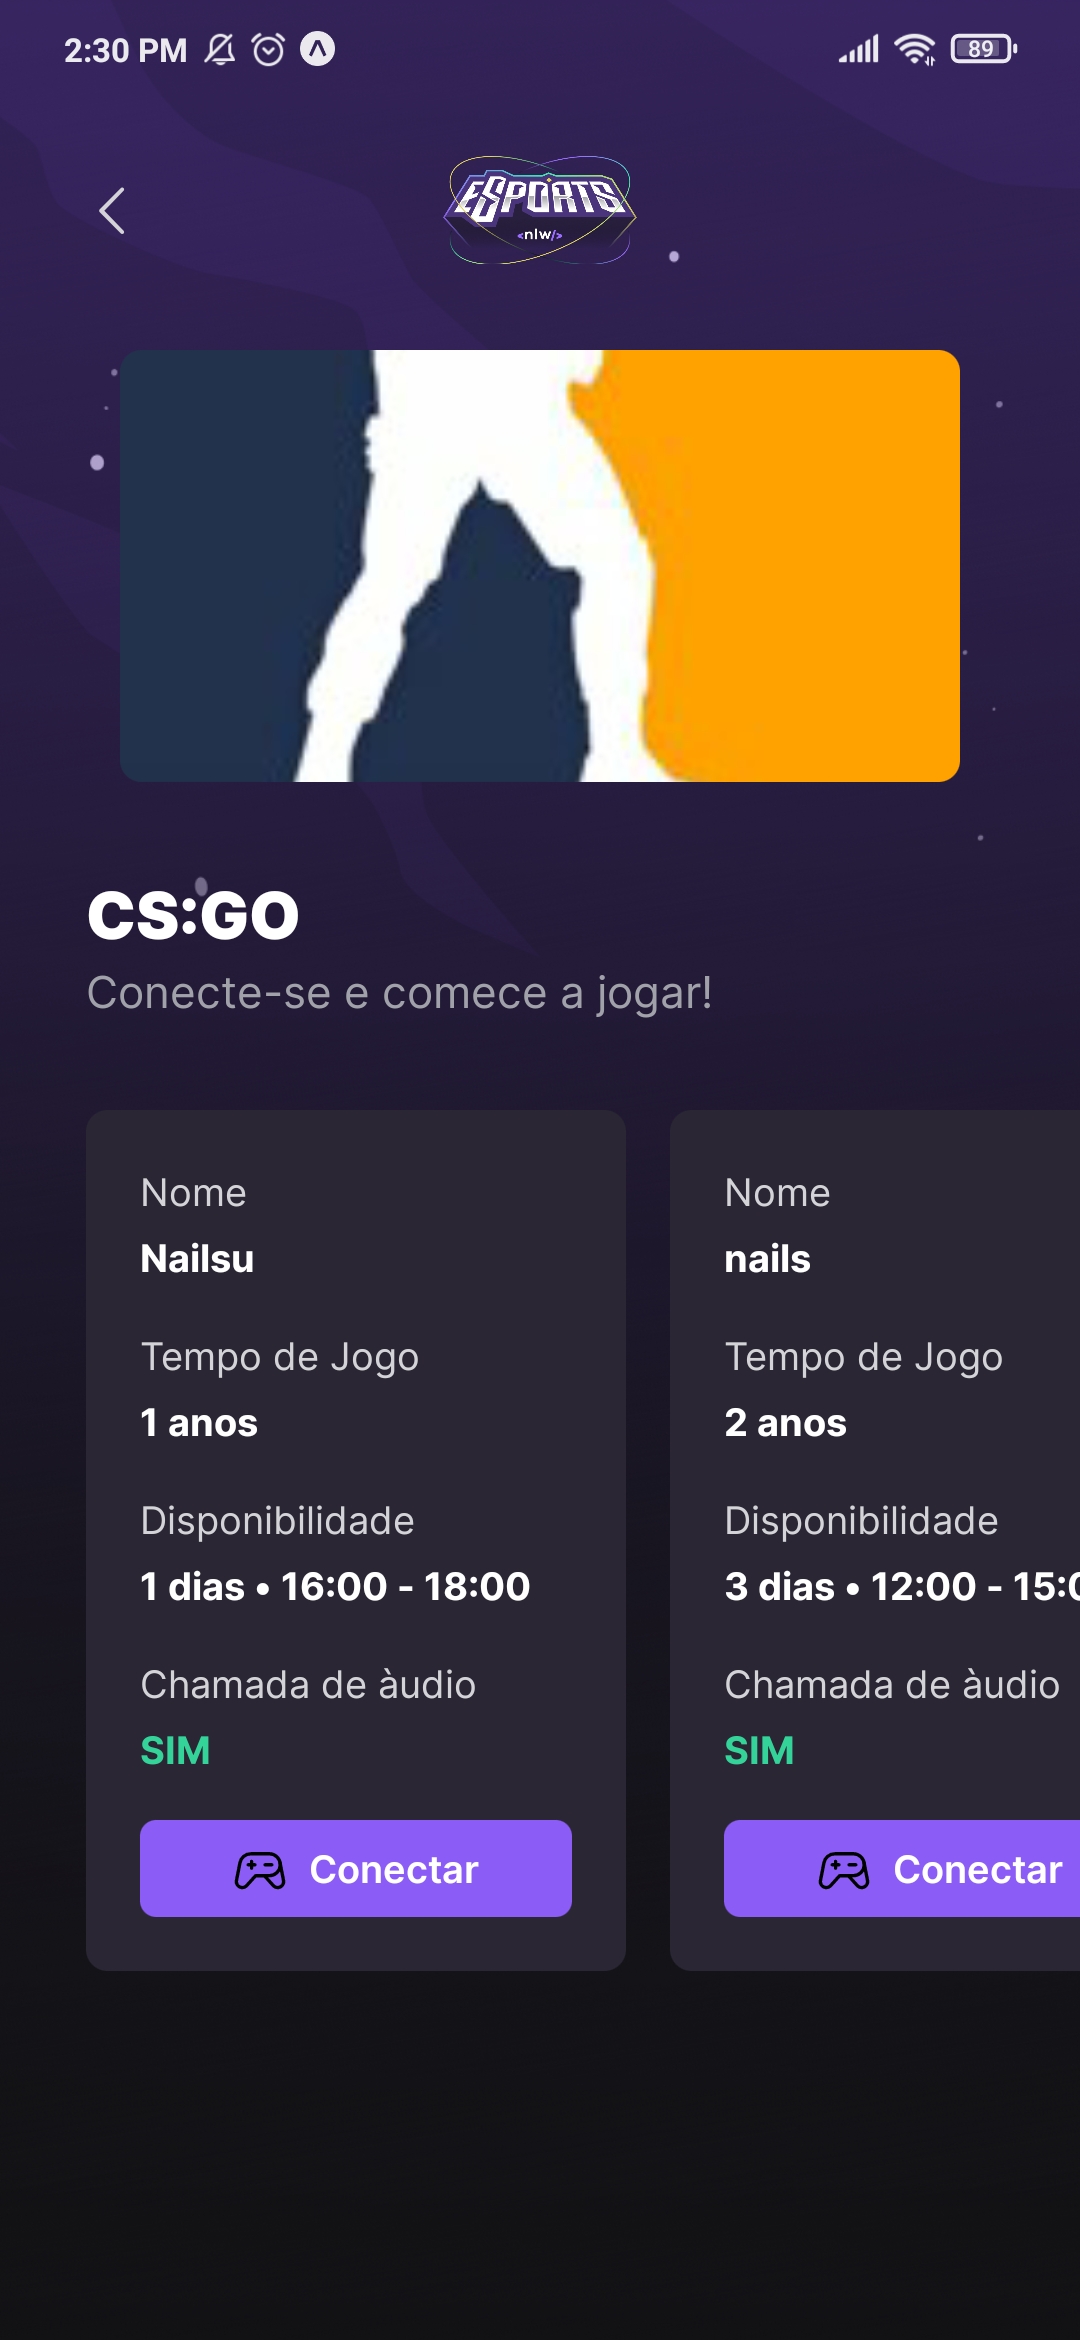 2:30 PM
89
ESPORTS
<nlw/>
CS:GO
Conecte-se e comece a jogar!
Nome
Nailsu
Tempo de Jogo
1 anos
Disponibilidade
1 dias • 16:00 - 18:00
Chamada de àudio
SIM
Conectar
Nome
nails
Tempo de Jogo
2 anos
Disponibilidade
3 dias • 12:00 - 15:0
Chamada de àudio
SIM
Conectar